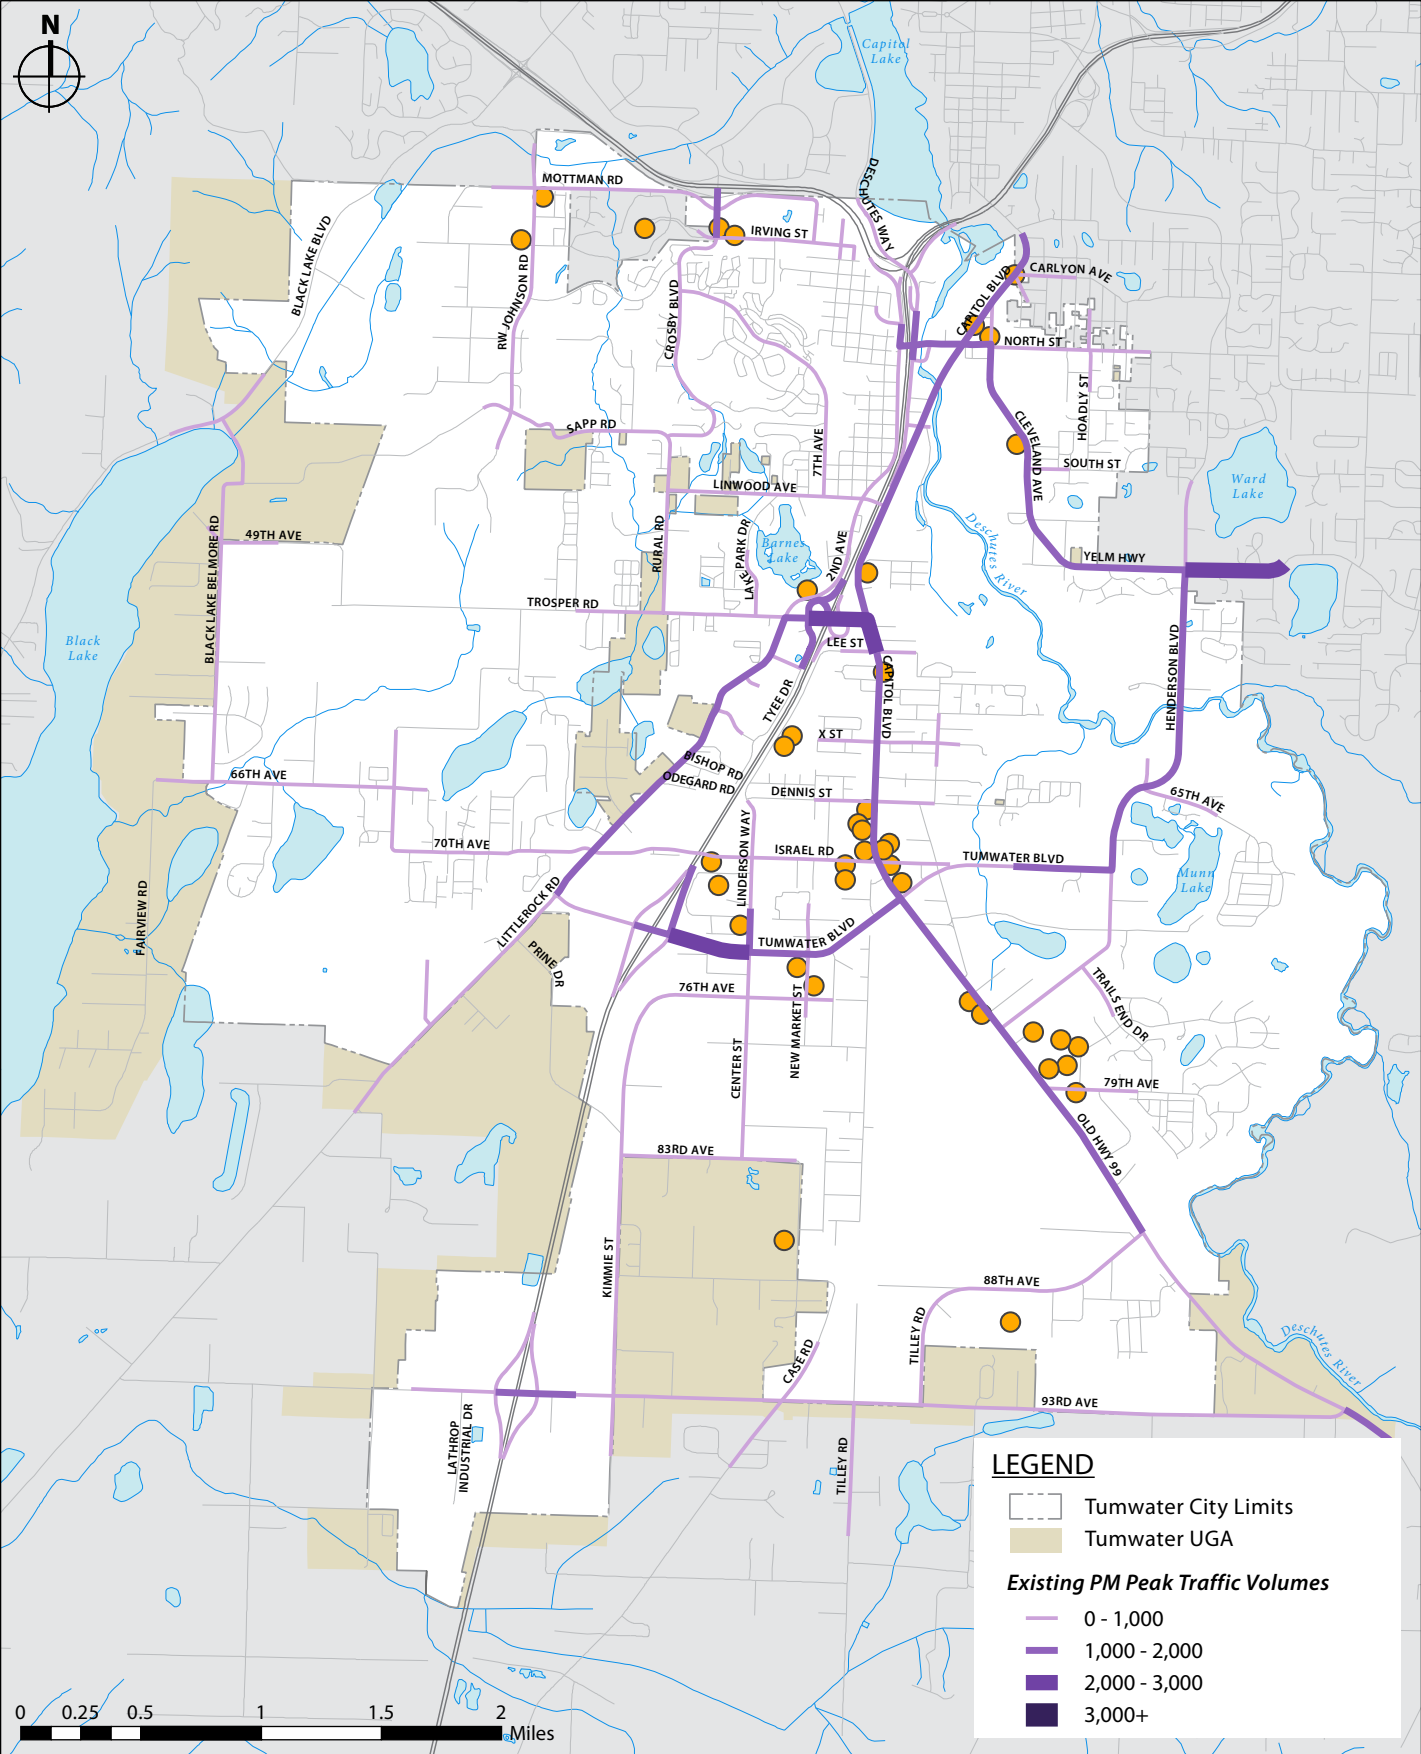 N
Capitol
Lake
DESCHUTES WAY
MOTTMAN RD
IRVING ST
BLACK LAKE BLVD
RW JOHNSON RD
CROSBY BLVD
CAPITOL BLVD
CARLYON AVE
NORTH ST
HOADLY ST
CLEVELAND AVE
SOUTH ST
SAPP RD
7TH AVE
LINWOOD AVE
Ward
Lake
49TH AVE
BLACK LAKE BELMORE RD
RURAL RD
LAKE PARK DR
Barnes
Lake
2ND AVE
Deschutes River
YELM HWY
TROSPER RD
LEE ST
HENDERSON BLVD
Black
Lake
TYEE DR
CAPITOL BLVD
X ST
BISHOP RD
ODEGARD RD
66TH AVE
DENNIS ST
65TH AVE
LINDERSON WAY
70TH AVE
ISRAEL RD
TUMWATER BLVD
Munn
Lake
FAIRVIEW RD
LITTLEROCK RD
PRINE DR
TUMWATER BLVD
76TH AVE
NEW MARKET ST
TRAILS END DR
CENTER ST
79TH AVE
OLD HWY 99
83RD AVE
KIMMIE ST
88TH AVE
TILLEY RD
CASE RD
Deschutes River
93RD AVE
LATHROP
INDUSTRIAL DR
TILLEY RD
LEGEND
Tumwater City Limits
Tumwater UGA
Existing PM Peak Traffic Volumes
0 - 1,000
1,000 - 2,000
2,000 - 3,000
3,000+
0 0.25 0.5 1 1.5 2
Miles